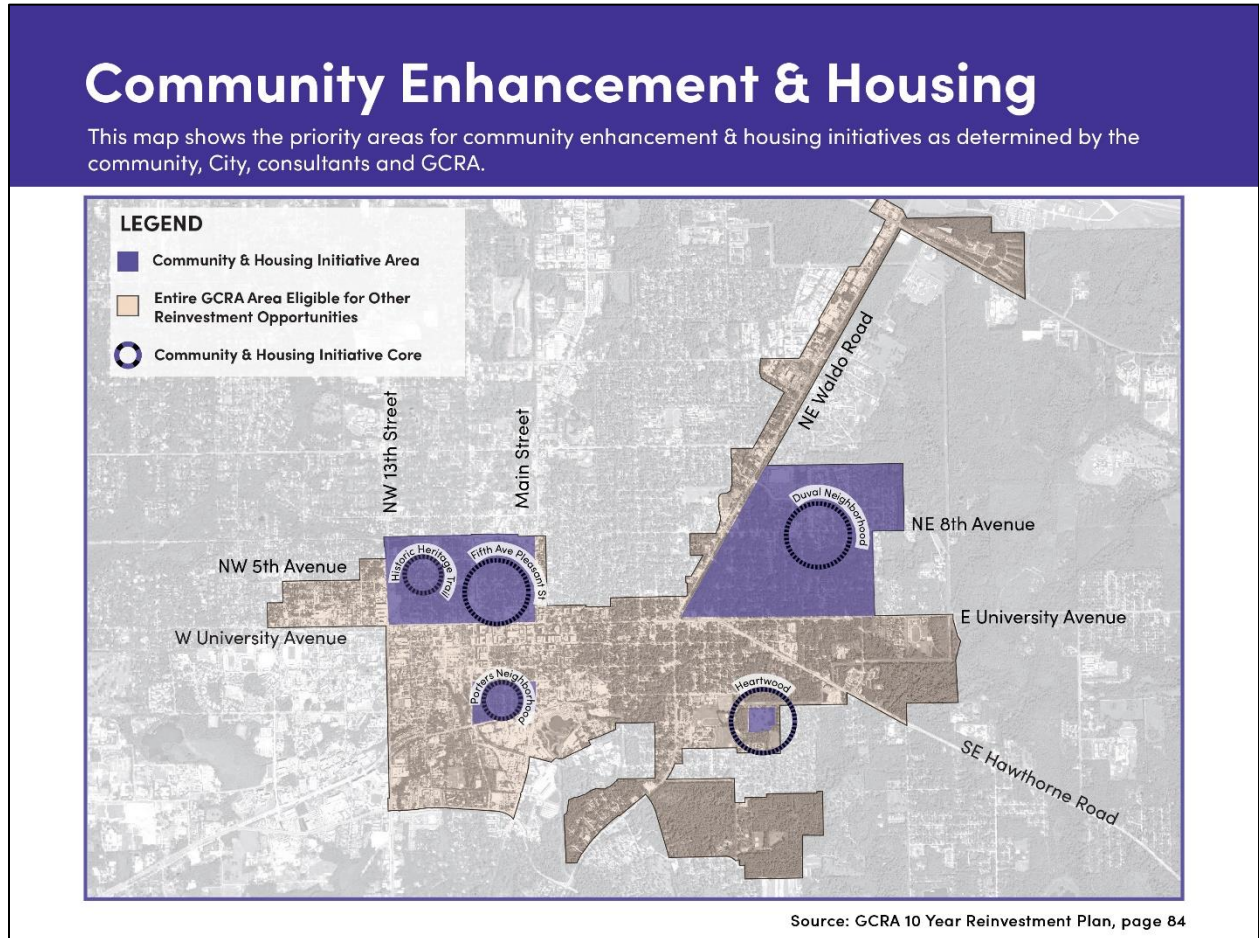 Community Enhancement & Housing
This map shows the priority areas for community enhancement & housing initiatives as determined by the
community, City, consultants and GCRA.
LEGEND
Community & Housing Initiative Area
Entire GCRA Area Eligible for Other
Reinvestment Opportunities
Community & Housing Initiative Core
NE Waldo Road
NW 13th Street
Main Street
Duval Neighborhood
NE 8th Avenue
NW 5th Avenue
Historic Heritage Trail
Fifth Ave Pleasant St
W University Avenue
E University Avenue
Porters Neighborhood
Heartwood
SE Hawthorne Road
Source: GCRA 10 Year Reinvestment Plan, page 84